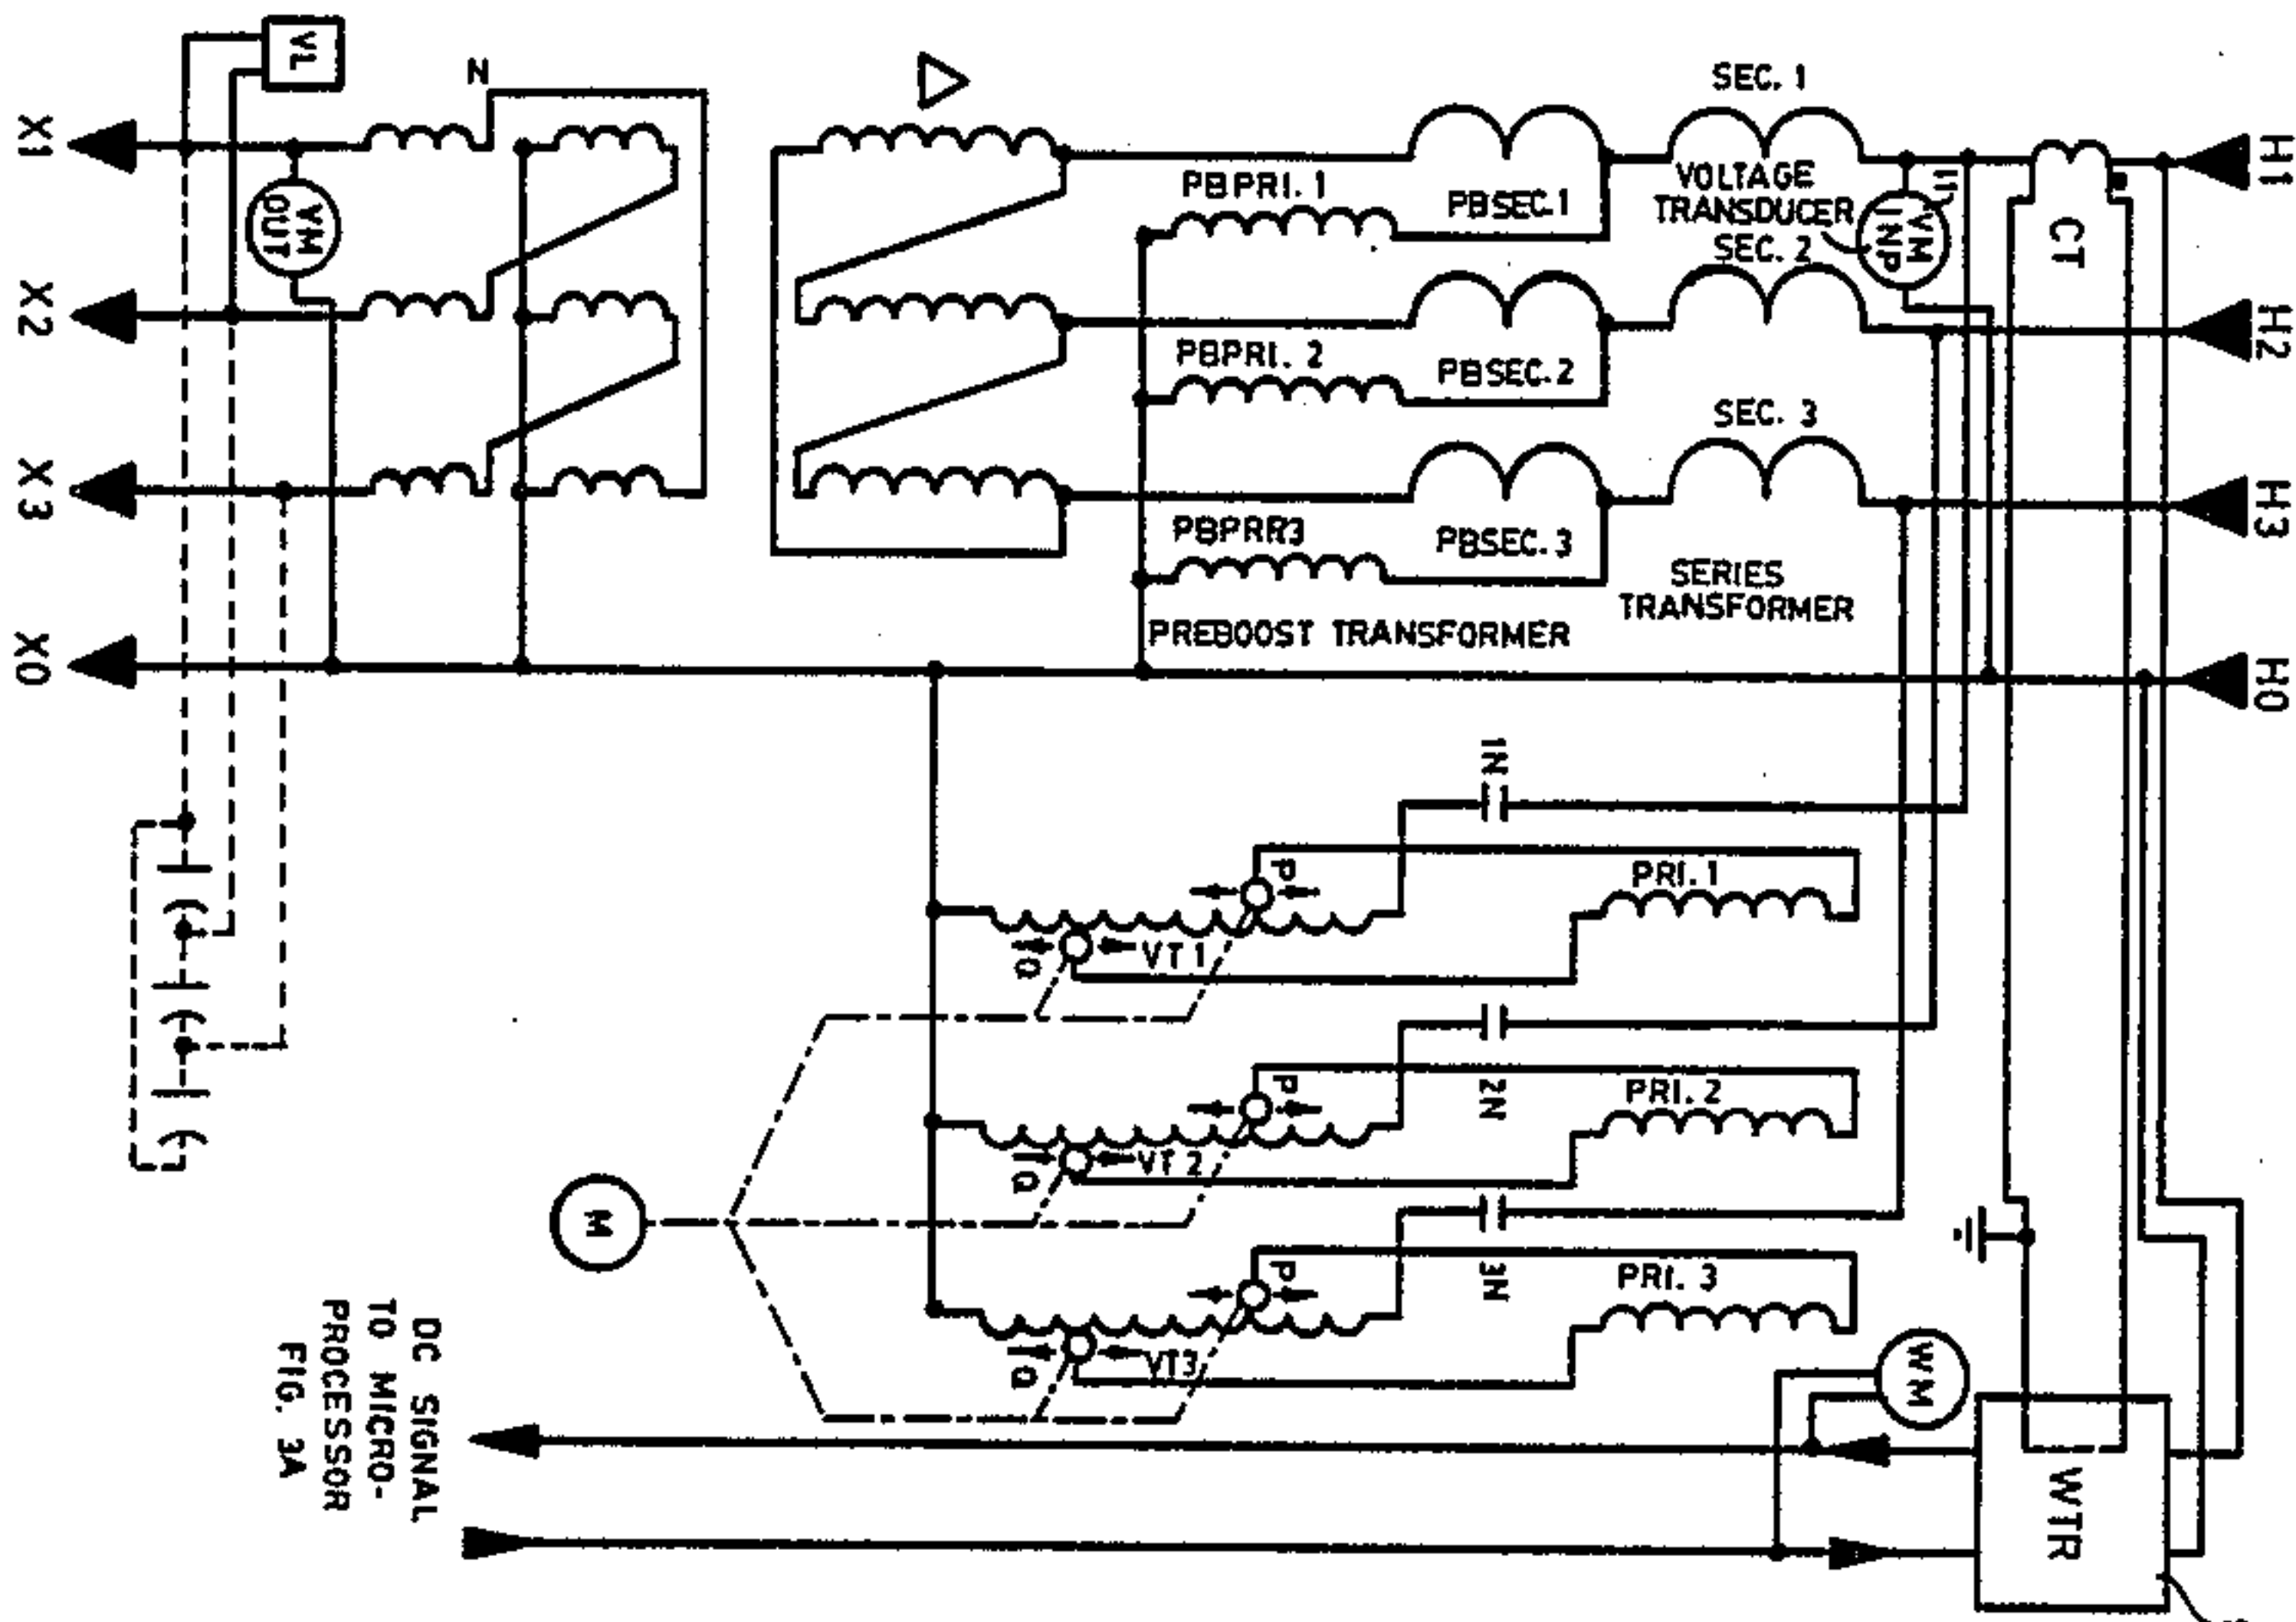 VL
N
SEC. 1
X1
H1
VM
OUT
PBPRI. 1
PBSEC.1
VOLTAGE
TRANSDUCER
11
VM
INP
CT
SEC. 2
X2
H2
PBPRI. 2
PBSEC.2
SEC. 3
X3
H3
PBPRR3
PBSEC.3
SERIES
TRANSFORMER
PREBOOST TRANSFORMER
X0
H0
1N
P
PRI.1
Q
VT1
2N
P
PRI. 2
Q
VT2
M
3N
P
PRI. 3
Q
VT3
WM
WTR
DC SIGNAL
TO MICRO-
PROCESSOR
FIG. 3A